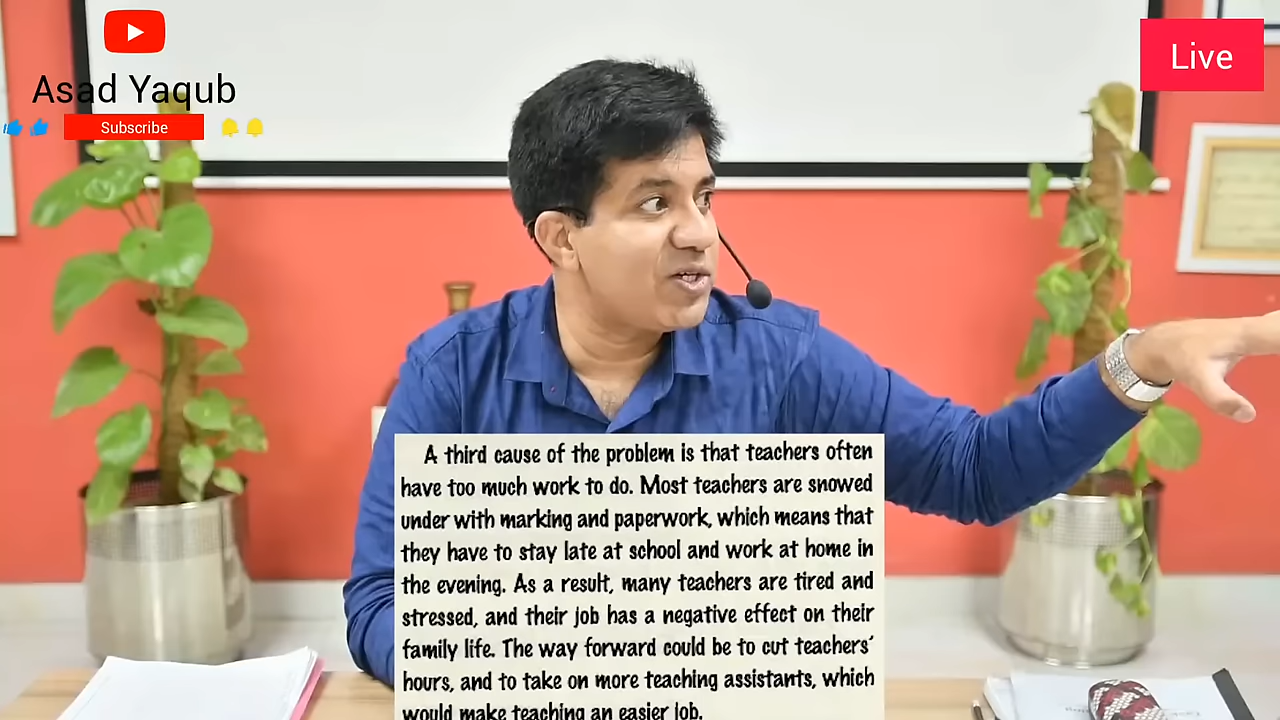 Asad Yaqub
Subscribe
Live
A third cause of the problem is that teachers often
have too much work to do. Most teachers are snowed
under with marking and paperwork, which means that
they have to stay late at school and work at home in
the evening. As a result, many teachers are tired and
stressed, and their job has a negative effect on their
family life. The way forward could be to cut teachers'
hours, and to take on more teaching assistants, which
would make teaching an easier job.